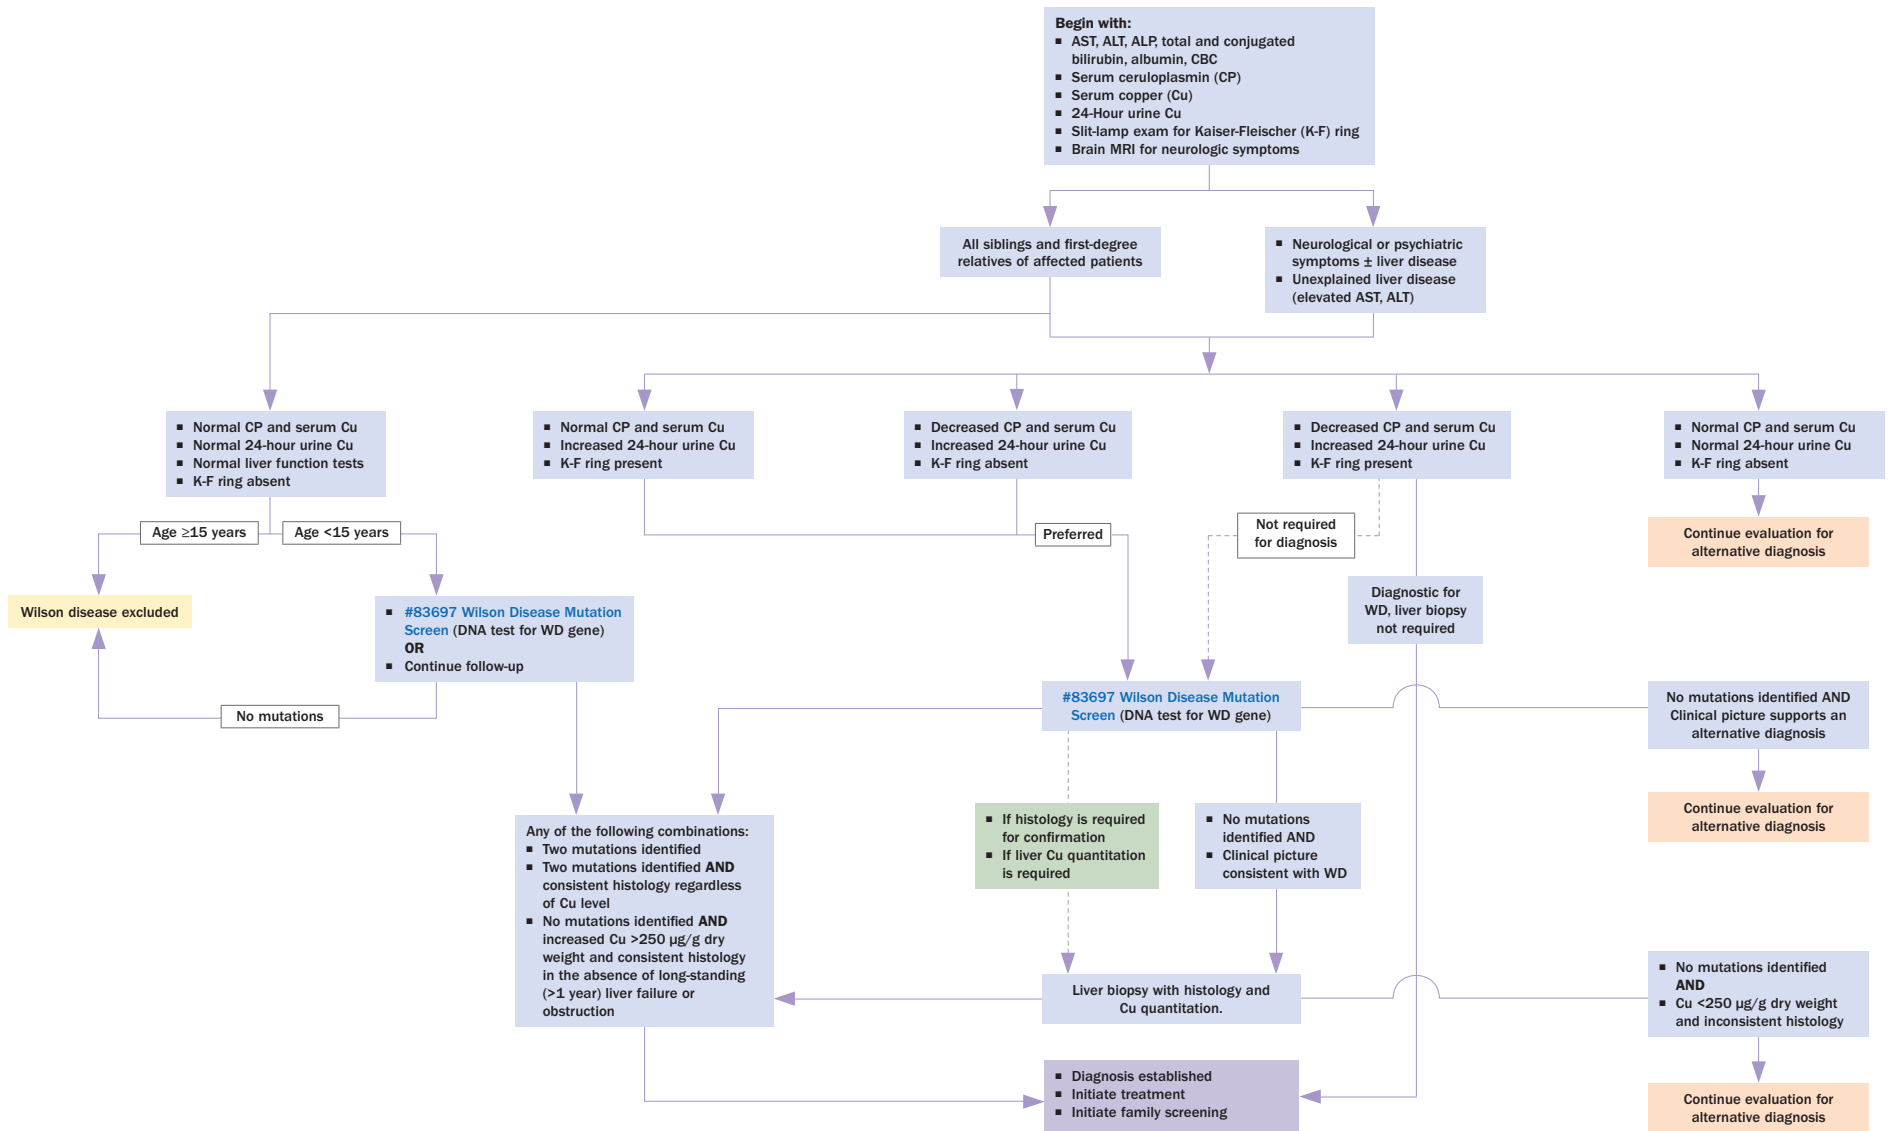 Begin with:
▪ AST, ALT, ALP, total and conjugated
bilirubin, albumin, CBC
▪ Serum ceruloplasmin (CP)
▪ Serum copper (Cu)
▪ 24-Hour urine Cu
▪ Slit-lamp exam for Kaiser-Fleischer (K-F) ring
▪ Brain MRI for neurologic symptoms
All siblings and first-degree
relatives of affected patients
▪ Neurological or psychiatric
symptoms ± liver disease
▪ Unexplained liver disease
(elevated AST, ALT)
▪ Normal CP and serum Cu
▪ Normal 24-hour urine Cu
▪ Normal liver function tests
▪ K-F ring absent
▪ Normal CP and serum Cu
▪ Increased 24-hour urine Cu
▪ K-F ring present
▪ Decreased CP and serum Cu
▪ Increased 24-hour urine Cu
▪ K-F ring absent
▪ Decreased CP and serum Cu
▪ Increased 24-hour urine Cu
▪ K-F ring present
▪ Normal CP and serum Cu
▪ Normal 24-hour urine Cu
▪ K-F ring absent
Age ≥15 years
Age <15 years
Preferred
Not required
for diagnosis
Continue evaluation for
alternative diagnosis
Wilson disease excluded
▪ #83697 Wilson Disease Mutation
Screen (DNA test for WD gene)
OR
▪ Continue follow-up
Diagnostic for
WD, liver biopsy
not required
No mutations
#83697 Wilson Disease Mutation
Screen (DNA test for WD gene)
No mutations identified AND
Clinical picture supports an
alternative diagnosis
Continue evaluation for
alternative diagnosis
Any of the following combinations:
▪ Two mutations identified
▪ Two mutations identified AND
consistent histology regardless
of Cu level
▪ No mutations identified AND
increased Cu >250 µg/g dry
weight and consistent histology
in the absence of long-standing
(>1 year) liver failure or
obstruction
▪ If histology is required
for confirmation
▪ If liver Cu quantitation
is required
▪ No mutations
identified AND
▪ Clinical picture
consistent with WD
Liver biopsy with histology and
Cu quantitation.
▪ No mutations identified
AND
▪ Cu <250 µg/g dry weight
and inconsistent histology
▪ Diagnosis established
▪ Initiate treatment
▪ Initiate family screening
Continue evaluation for
alternative diagnosis